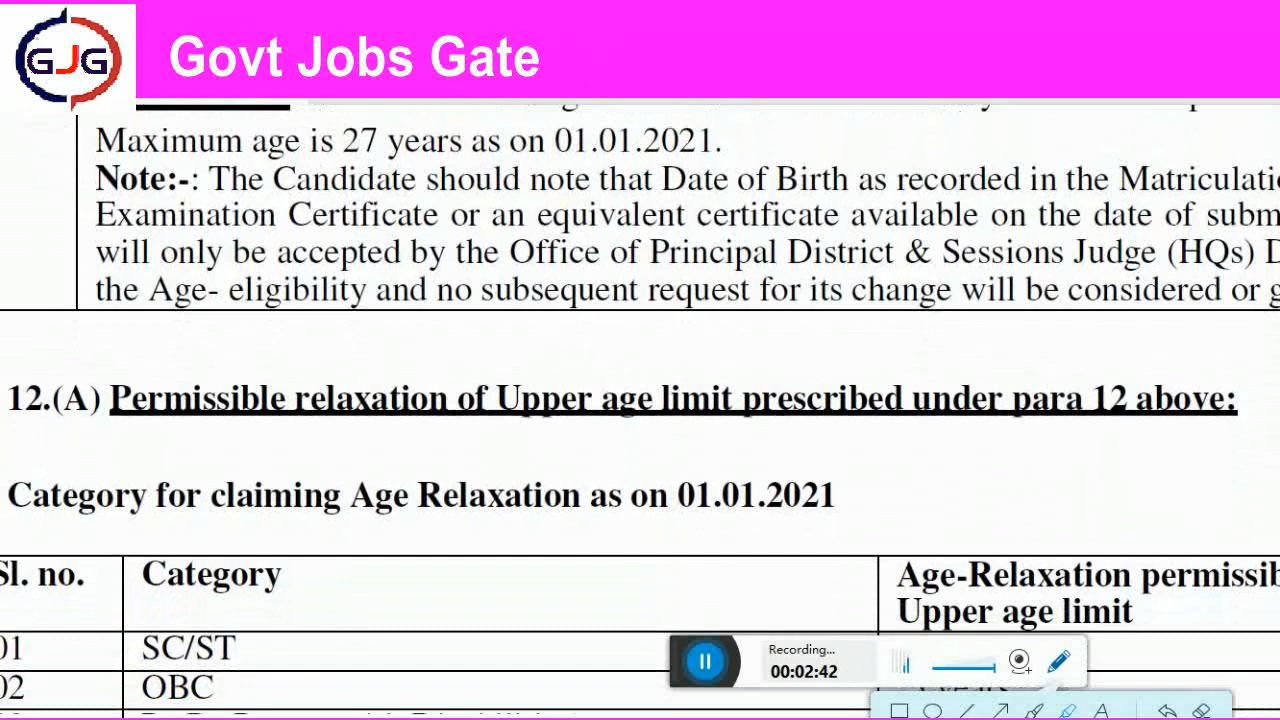 GJG
Govt Jobs Gate
Maximum age is 27 years as on 01.01.2021.
Note:-: The Candidate should note that Date of Birth as recorded in the Matriculati
Examination Certificate or an equivalent certificate available on the date of subm
will only be accepted by the Office of Principal District & Sessions Judge (HQs) D
the Age- eligibility and no subsequent request for its change will be considered or g
12.(A) Permissible relaxation of Upper age limit prescribed under para 12 above:
Category for claiming Age Relaxation as on 01.01.2021
Sl. no. Category Age-Relaxation permissib
Upper age limit
01 SC/ST
02 OBC
Recording...
00:02:42